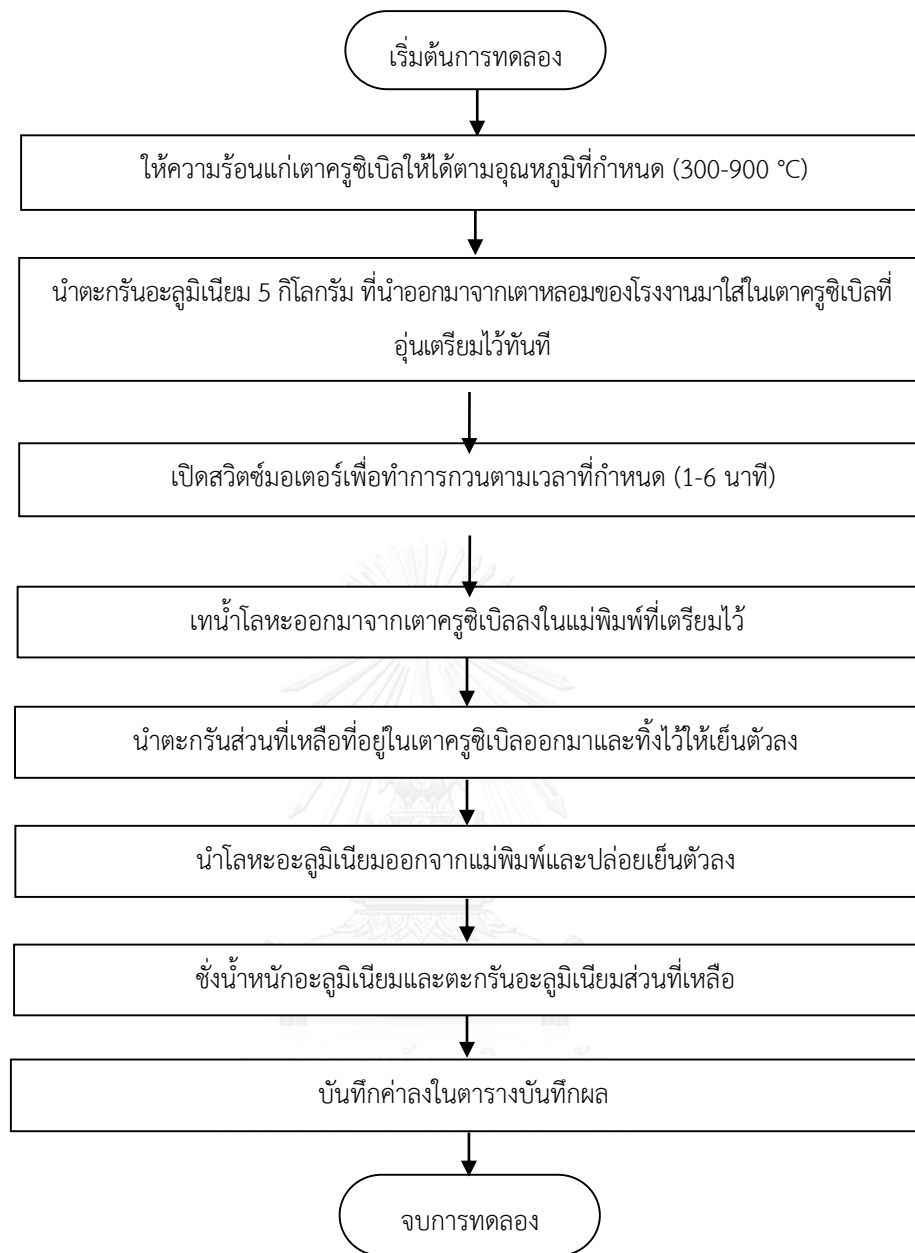 เริ่มต้นการทดลอง
ให้ความร้อนแก่เตาครูซิเบิลให้ได้ตามอุณหภูมิที่กำหนด (300-900 °C)
นำตะกรันอะลูมิเนียม 5 กิโลกรัม ที่นำออกมาจากเตาหลอมของโรงงานมาใส่ในเตาครูซิเบิลที่
อุ่นเตรียมไว้ทันที
เปิดสวิตซ์มอเตอร์เพื่อทำการกวนตามเวลาที่กำหนด (1-6 นาที)
เทน้ำโลหะออกมาจากเตาครูซิเบิลลงในแม่พิมพ์ที่เตรียมไว้
นำตะกรันส่วนที่เหลือที่อยู่ในเตาครูซิเบิลออกมาและทิ้งไว้ให้เย็นตัวลง
นำโลหะอะลูมิเนียมออกจากแม่พิมพ์และปล่อยเย็นตัวลง
ชั่งน้ำหนักอะลูมิเนียมและตะกรันอะลูมิเนียมส่วนที่เหลือ
บันทึกค่าลงในตารางบันทึกผล
จบการทดลอง